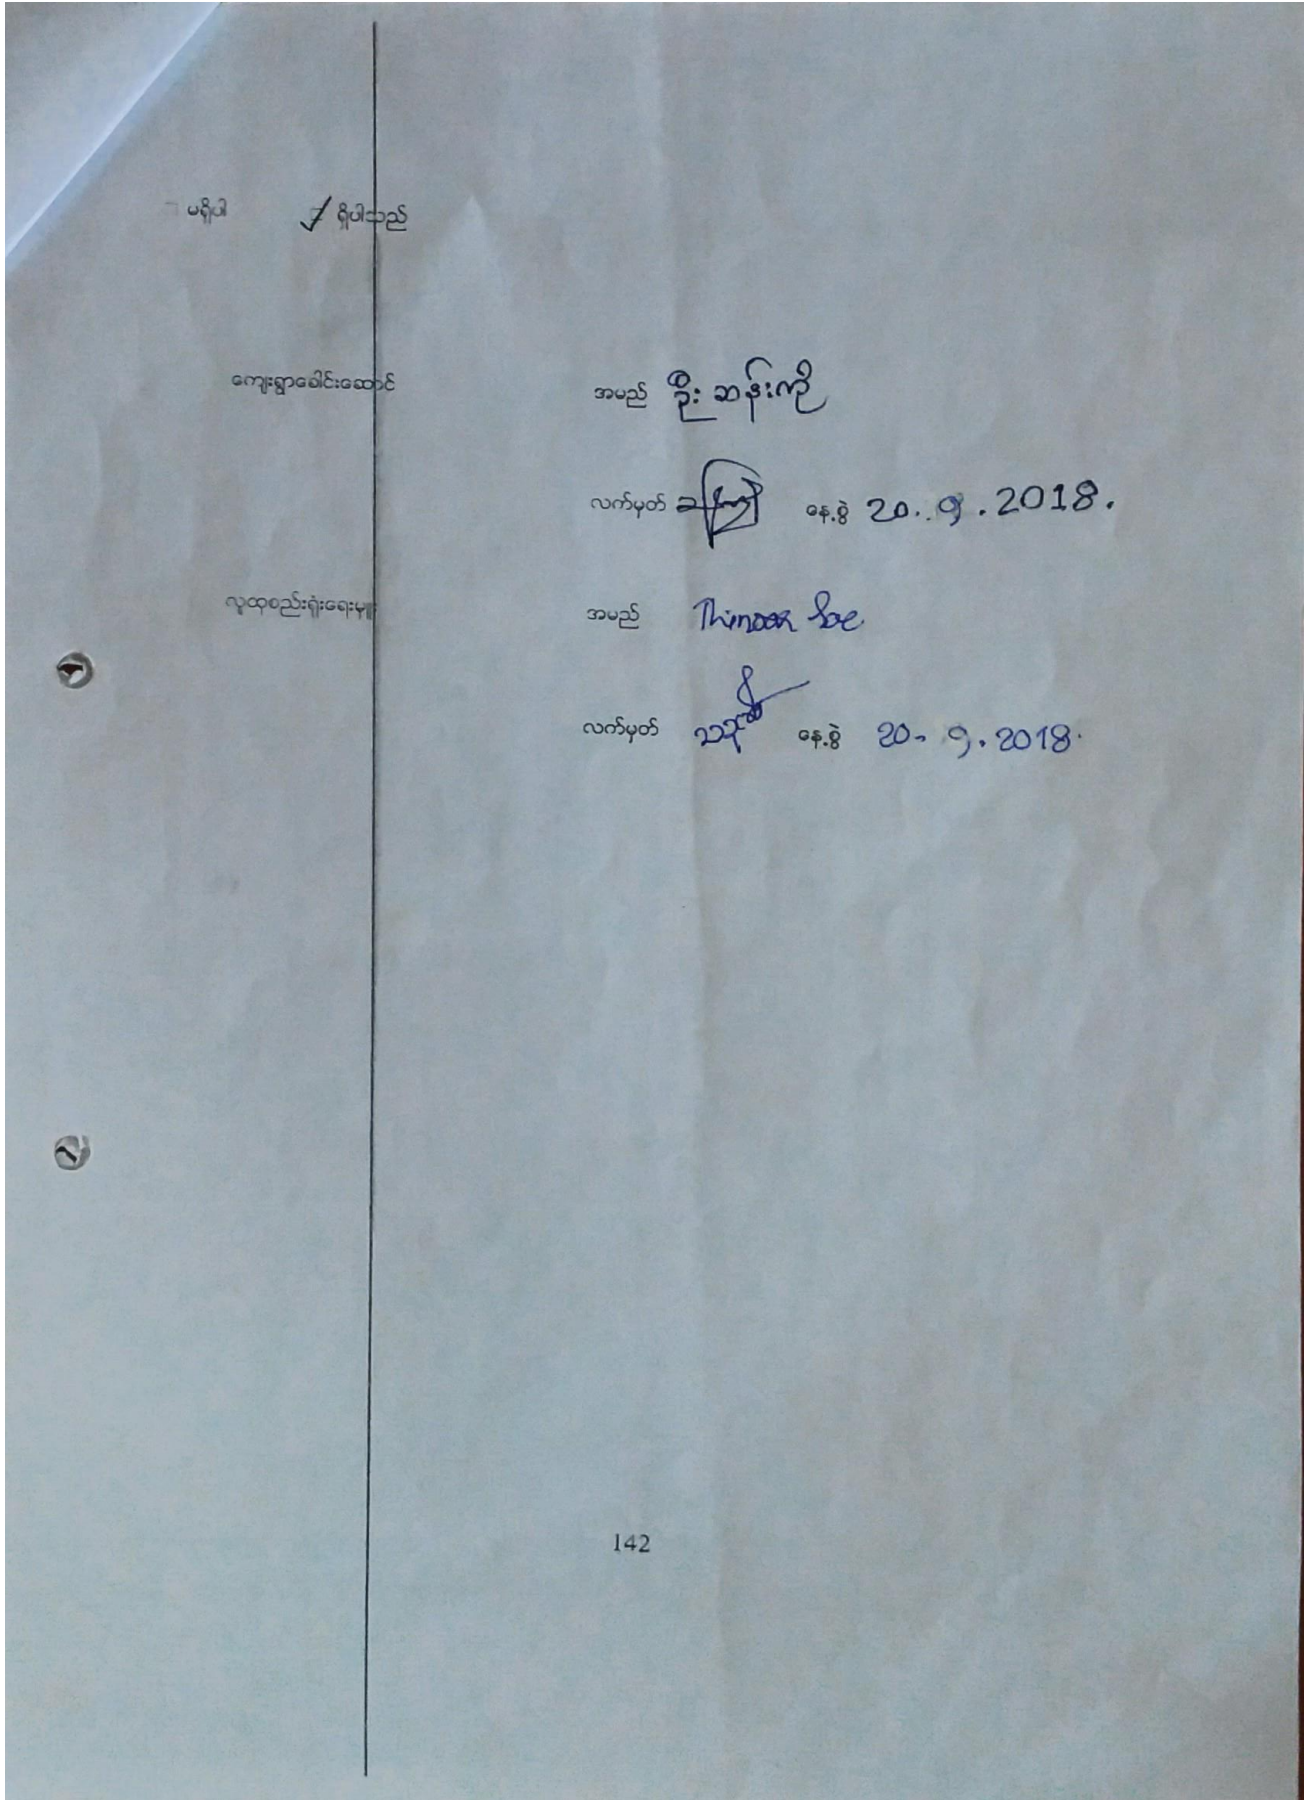 မရှိပါ ရှိပါသည်
ကျေးရွာခေါင်းဆောင် အမည် ဦးဆန်းကို
လက်မှတ် နေ့စွဲ 20.9.2018.
လူထုစည်းရုံးရေးမှူး အမည် Thinzar Soe
လက်မှတ် နေ့စွဲ 20-9.2018.
142